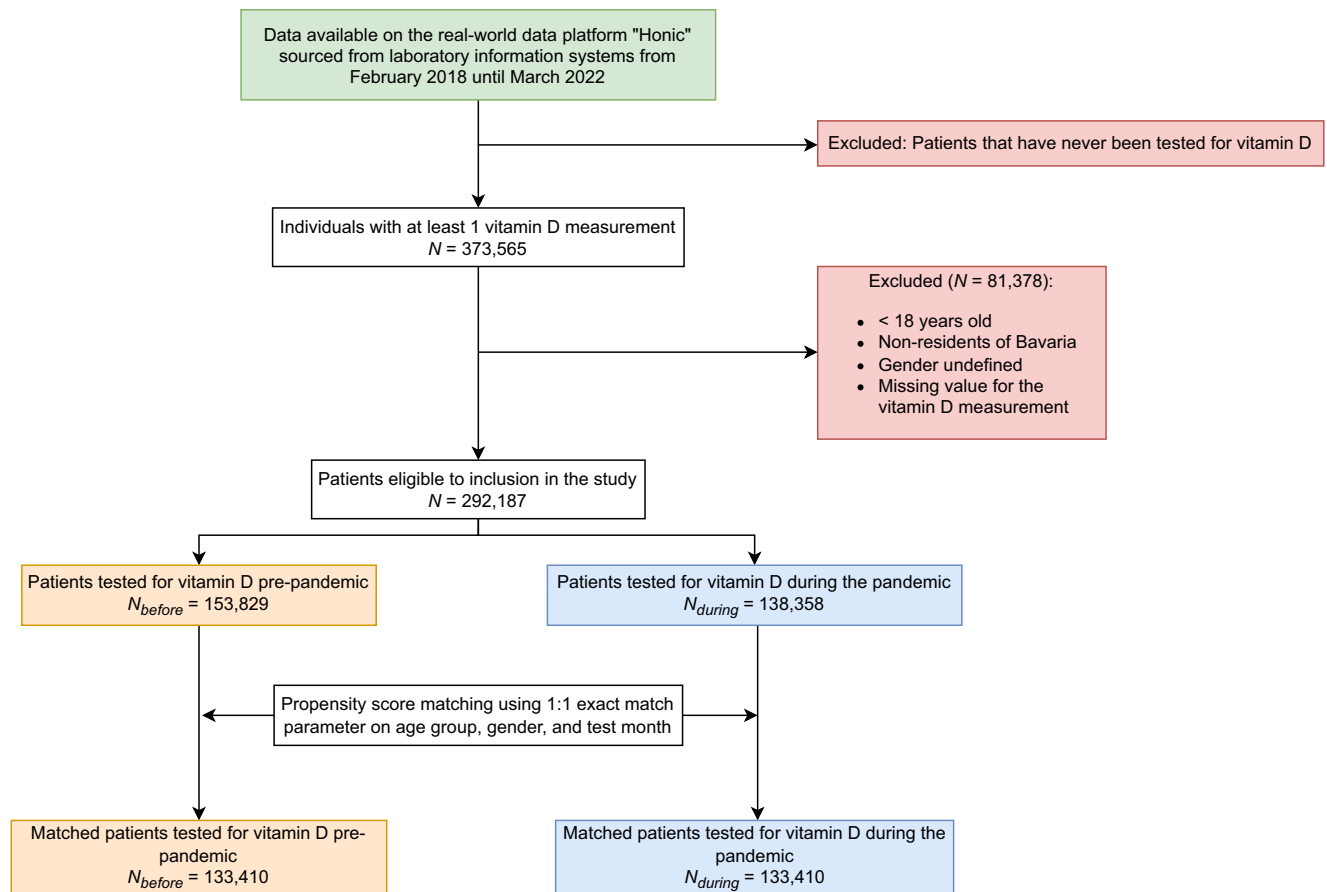 Data available on the real-world data platform "Honic"
sourced from laboratory information systems from
February 2018 until March 2022
Excluded: Patients that have never been tested for vitamin D
Individuals with at least 1 vitamin D measurement
N = 373,565
Excluded (N = 81,378):
• < 18 years old
• Non-residents of Bavaria
• Gender undefined
• Missing value for the
vitamin D measurement
Patients eligible to inclusion in the study
N = 292,187
Patients tested for vitamin D pre-pandemic
N before = 153,829
Patients tested for vitamin D during the pandemic
N during = 138,358
Propensity score matching using 1:1 exact match
parameter on age group, gender, and test month
Matched patients tested for vitamin D pre-
pandemic
N before = 133,410
Matched patients tested for vitamin D during the
pandemic
N during = 133,410